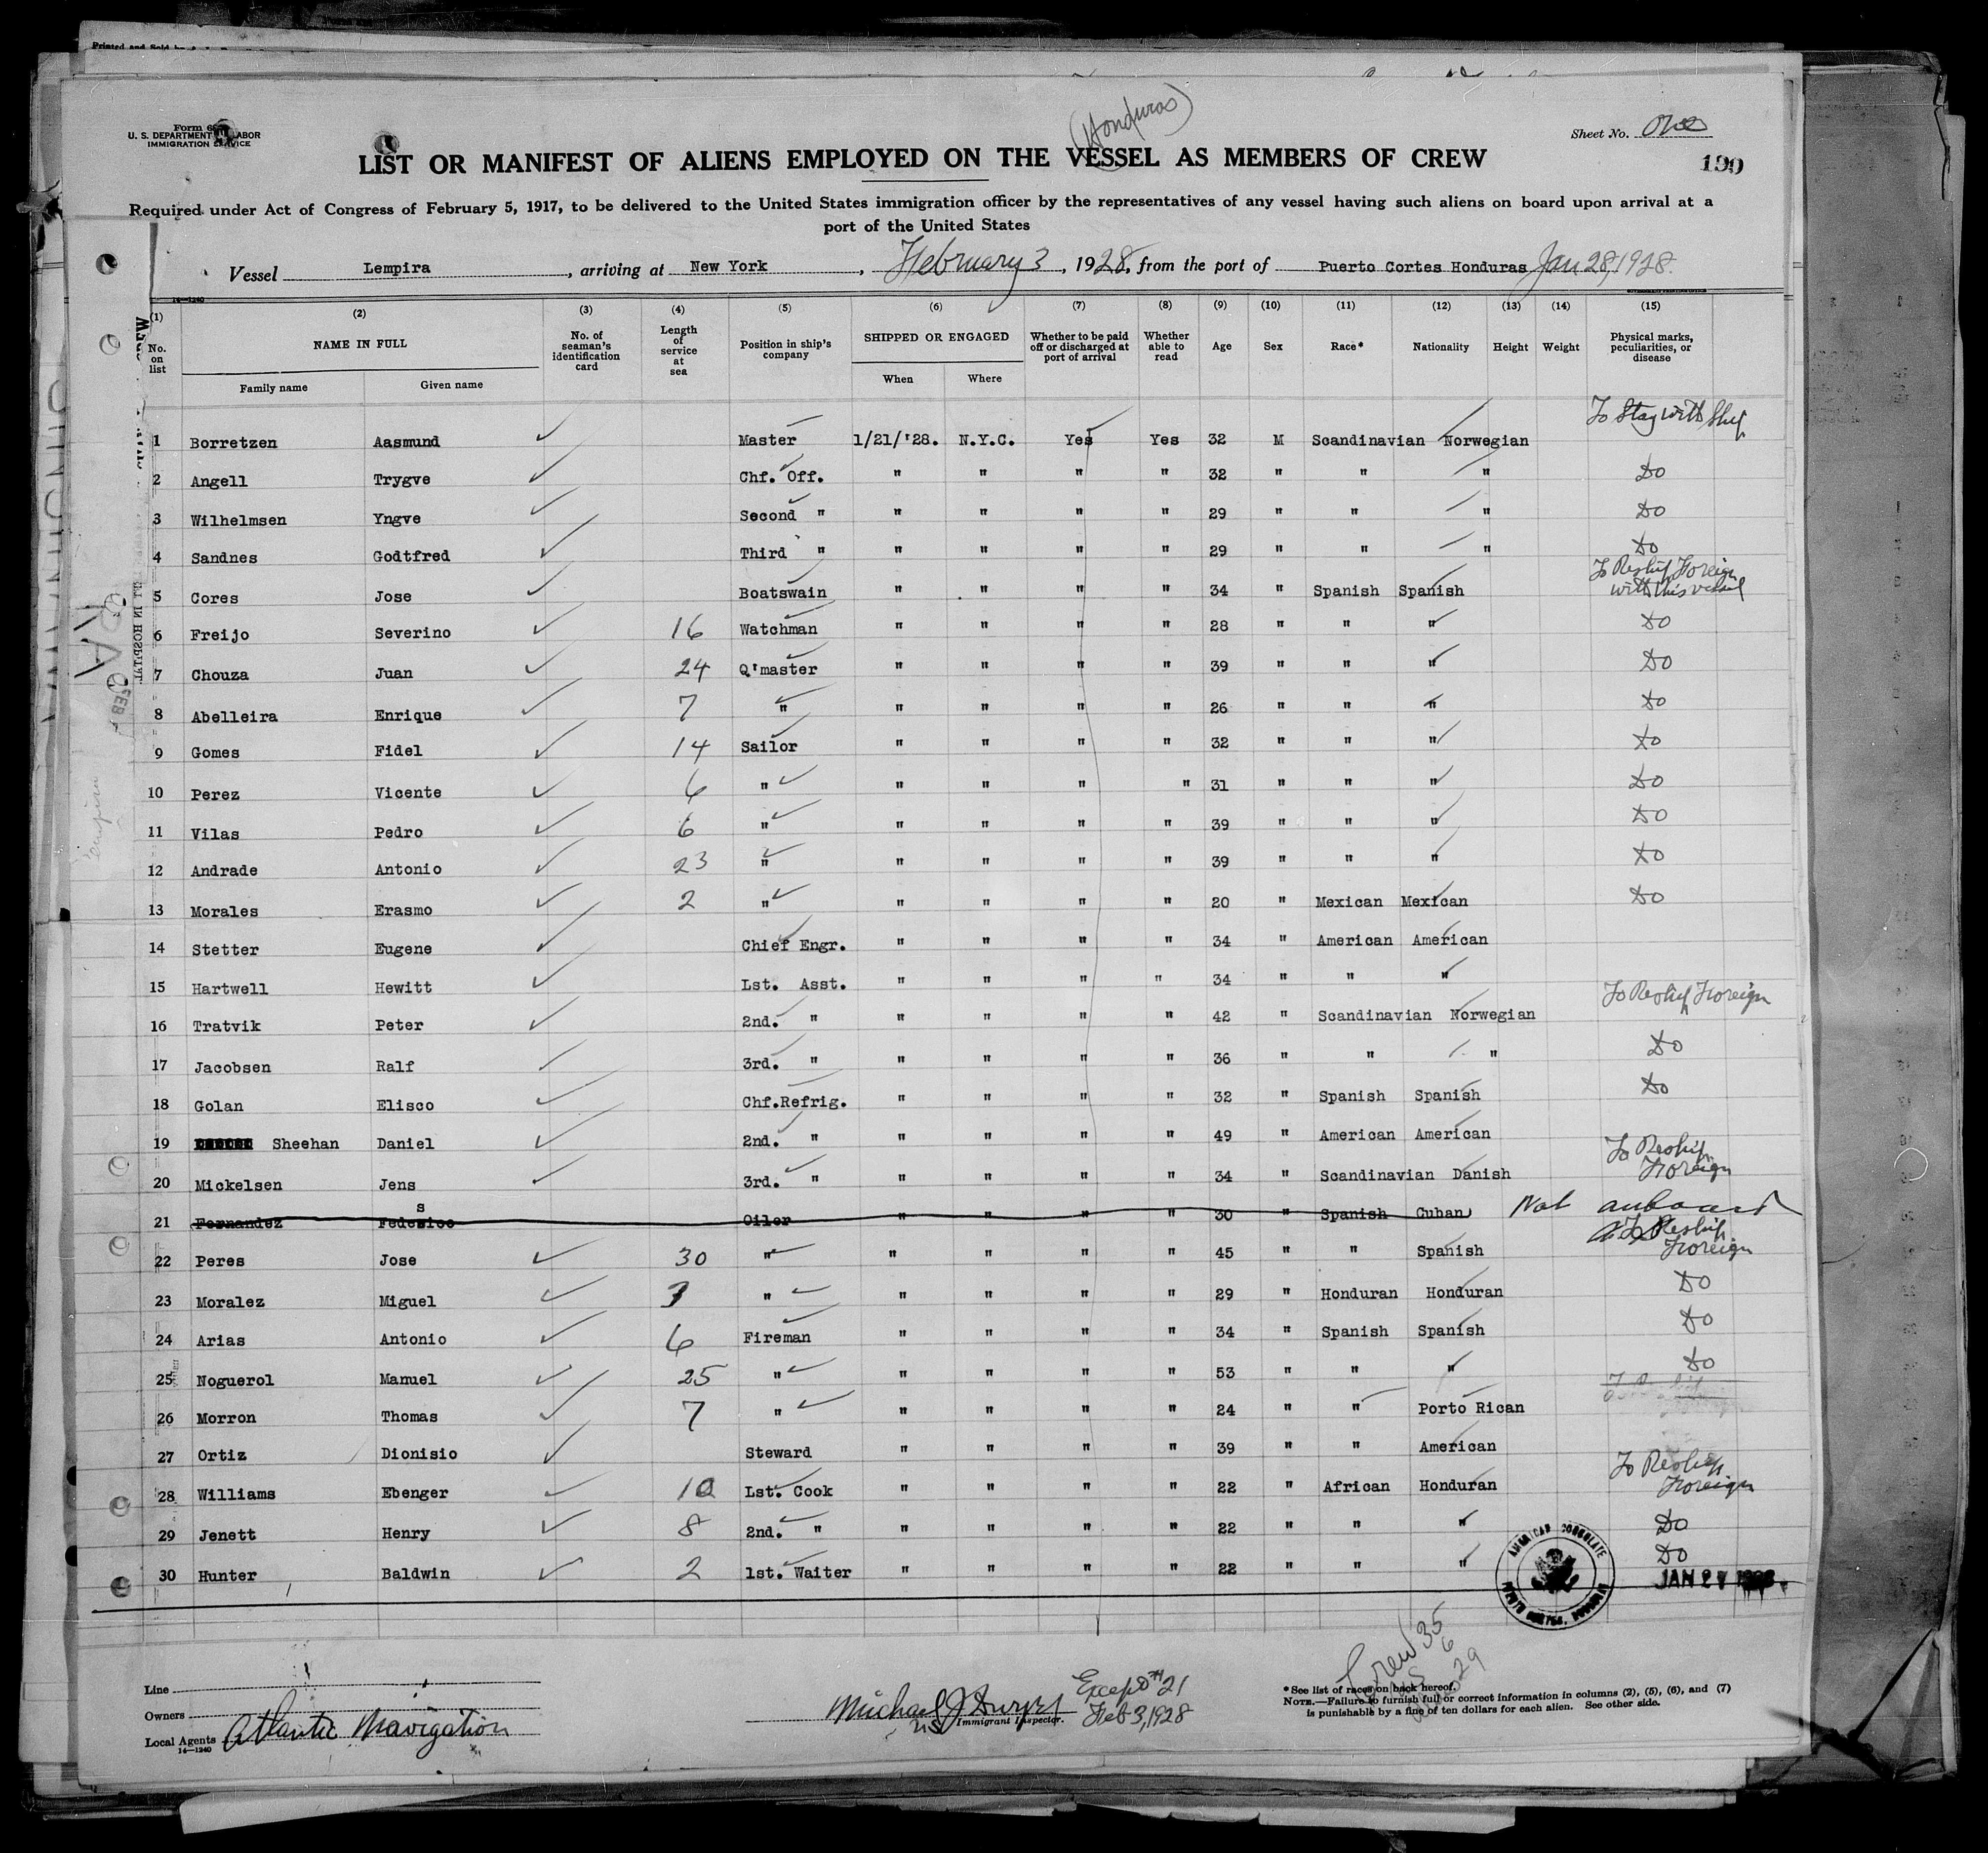 (Honduras)
Form 6
U. S. DEPARTMENT LABOR
IMMIGRATION SERVICE
Sheet No. One
LIST OR MANIFEST OF ALIENS EMPLOYED ON THE VESSEL AS MEMBERS OF CREW
190
Required under Act of Congress of February 5, 1917, to be delivered to the United States immigration officer by the representatives of any vessel having such aliens on board upon arrival at a
port of the United States
Vessel Lempira, arriving at New York, February 3, 1928, from the port of Puerto Cortes Honduras Jan 28, 1928.
14—1240
(1) (2) (3) (4) (5) (6) (7) (8) (9) (10) (11) (12) (13) (14) (15)
No. on list NAME IN FULL No. of seaman's identification card Length of service at sea Position in ship's company SHIPPED OR ENGAGED Whether to be paid off or discharged at port of arrival Whether able to read Age Sex Race* Nationality Height Weight Physical marks, peculiarities, or disease
Family name Given name When Where
1 Borretzen Aasmund Master 1/21/'28. N.Y.C. Yes Yes 32 M Scandinavian Norwegian To Stay with Ship
2 Angell Trygve Chf. Off. " " " " 32 " " " Do
3 Wilhelmsen Yngve Second " " " " " 29 " " " Do
4 Sandnes Godtfred Third " " " " " 29 " " " Do
5 Cores Jose Boatswain " " " " 34 " Spanish Spanish To Reship Foreign with this vessel
6 Freijo Severino 16 Watchman " " " " 28 " " " Do
7 Chouza Juan 24 Q'master " " " " 39 " " " Do
8 Abelleira Enrique 7 " " " " " 26 " " " Do
9 Gomes Fidel 14 Sailor " " " " 32 " " " Do
10 Perez Vicente 6 " " " " " 31 " " " Do
11 Vilas Pedro 6 " " " " " 39 " " " Do
12 Andrade Antonio 23 " " " " " 39 " " " Do
13 Morales Erasmo 2 " " " " " 20 " Mexican Mexican Do
14 Stetter Eugene Chief Engr. " " " " 34 " American American
15 Hartwell Hewitt Lst. Asst. " " " " 34 " " "
16 Tratvik Peter 2nd. " " " " " 42 " Scandinavian Norwegian To Reship Foreign
17 Jacobsen Ralf 3rd. " " " " " 36 " " " Do
18 Golan Elisco Chf.Refrig. " " " " 32 " Spanish Spanish Do
19 Sheehan Daniel 2nd. " " " " " 49 " American American
20 Mickelsen Jens 3rd. " " " " " 34 " Scandinavian Danish To Reship Foreign
21 Fernandez Fedesico s Oiler " " " " 30 " Spanish Cuban Not aboard
22 Peres Jose 30 " " " " " 45 " " Spanish To Reship Foreign
23 Moralez Miguel 3 " " " " " 29 " Honduran Honduran Do
24 Arias Antonio 6 Fireman " " " " 34 " Spanish Spanish Do
25 Noguerol Manuel 25 " " " " " 53 " " " Do
26 Morron Thomas 7 " " " " " 24 " " Porto Rican
27 Ortiz Dionisio Steward " " " " 39 " " American
28 Williams Ebenger 10 Lst. Cook " " " " 22 " African Honduran To Reship Foreign
29 Jenett Henry 8 2nd. " " " " " 22 " " " Do
30 Hunter Baldwin 2 1st. Waiter " " " " 22 " " " Do
AMERICAN CONSULATE
PUERTO CORTES, HONDURAS
JAN 27
Crew 35
6
29
Line
Owners
Local Agents Atlantic Navigation
14—1240
Michael J
Immigrant Inspector.
Except # 21
Feb 3, 1928
*See list of races on back hereof.
NOTE.—Failure to furnish full or correct information in columns (2), (5), (6), and (7)
is punishable by a fine of ten dollars for each alien. See other side.